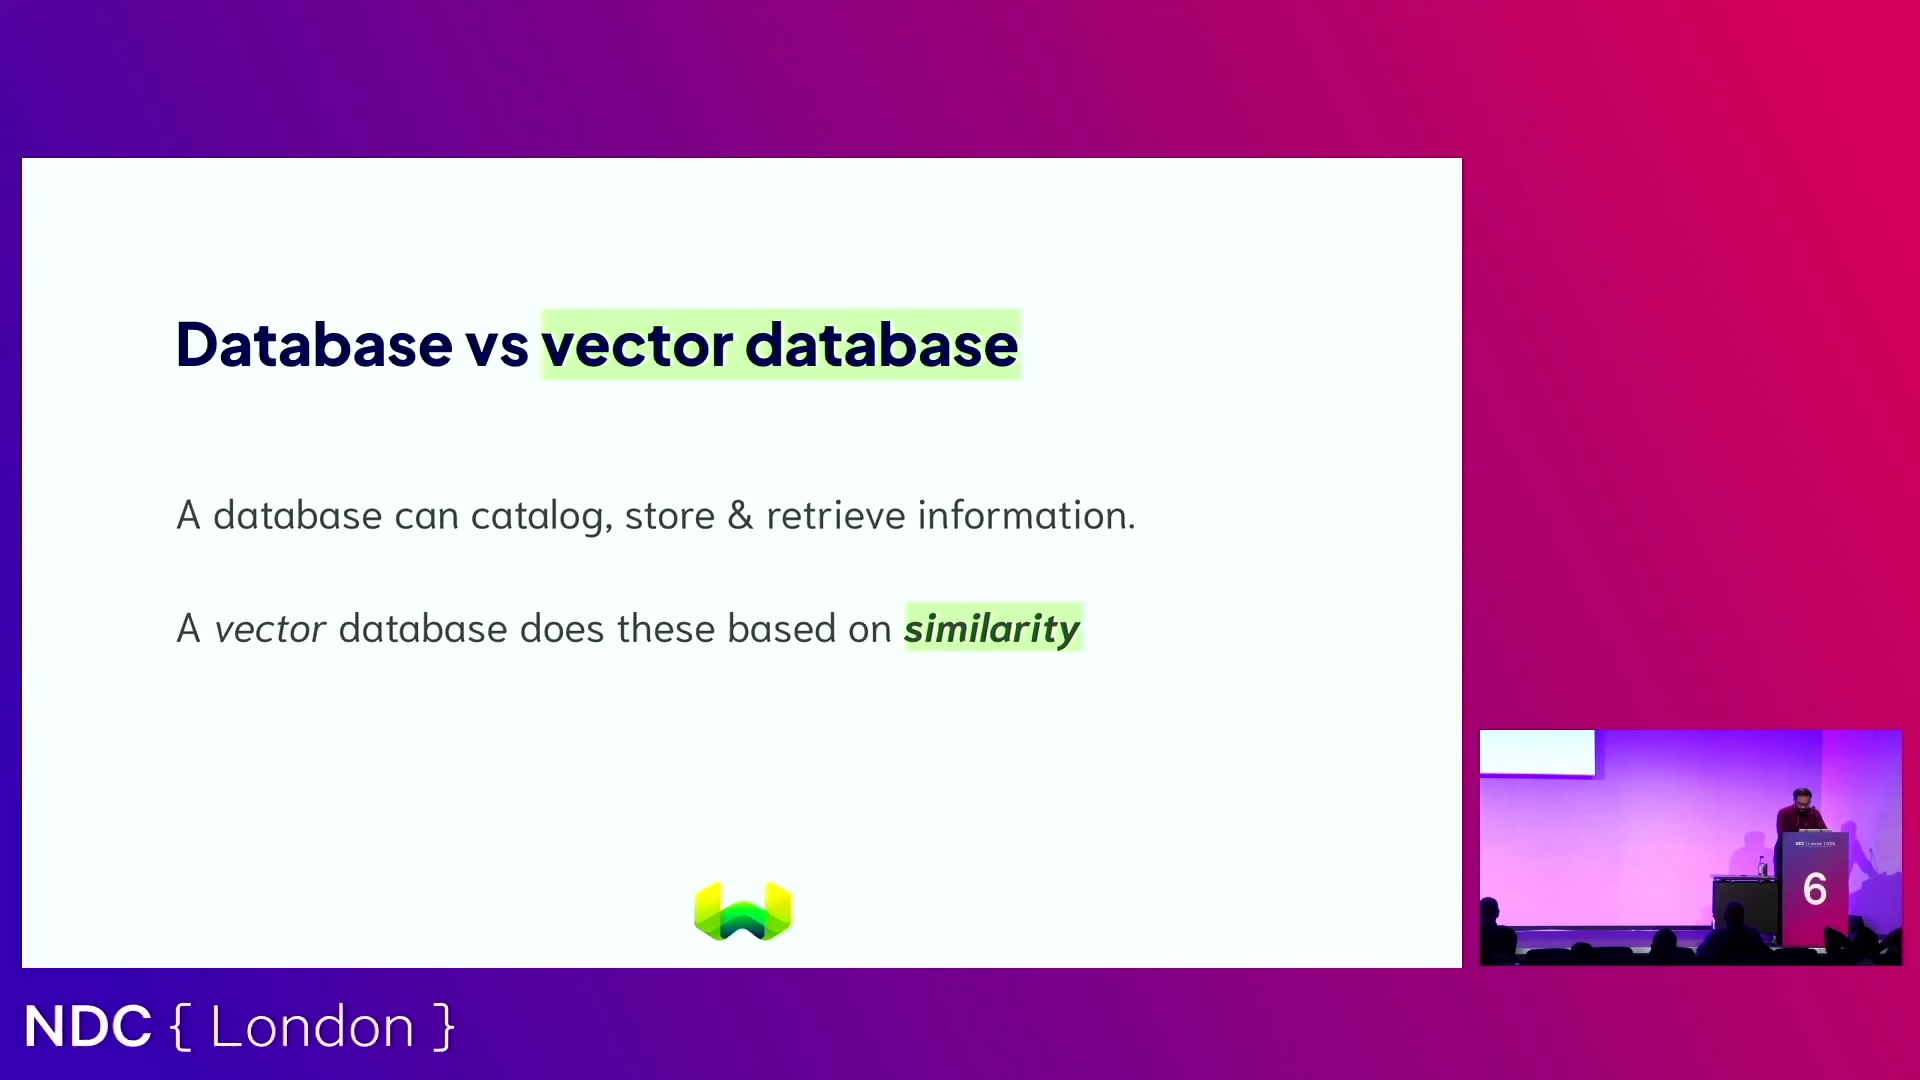 Database vs vector database
A database can catalog, store & retrieve information.
A vector database does these based on similarity
6
NDC { London }